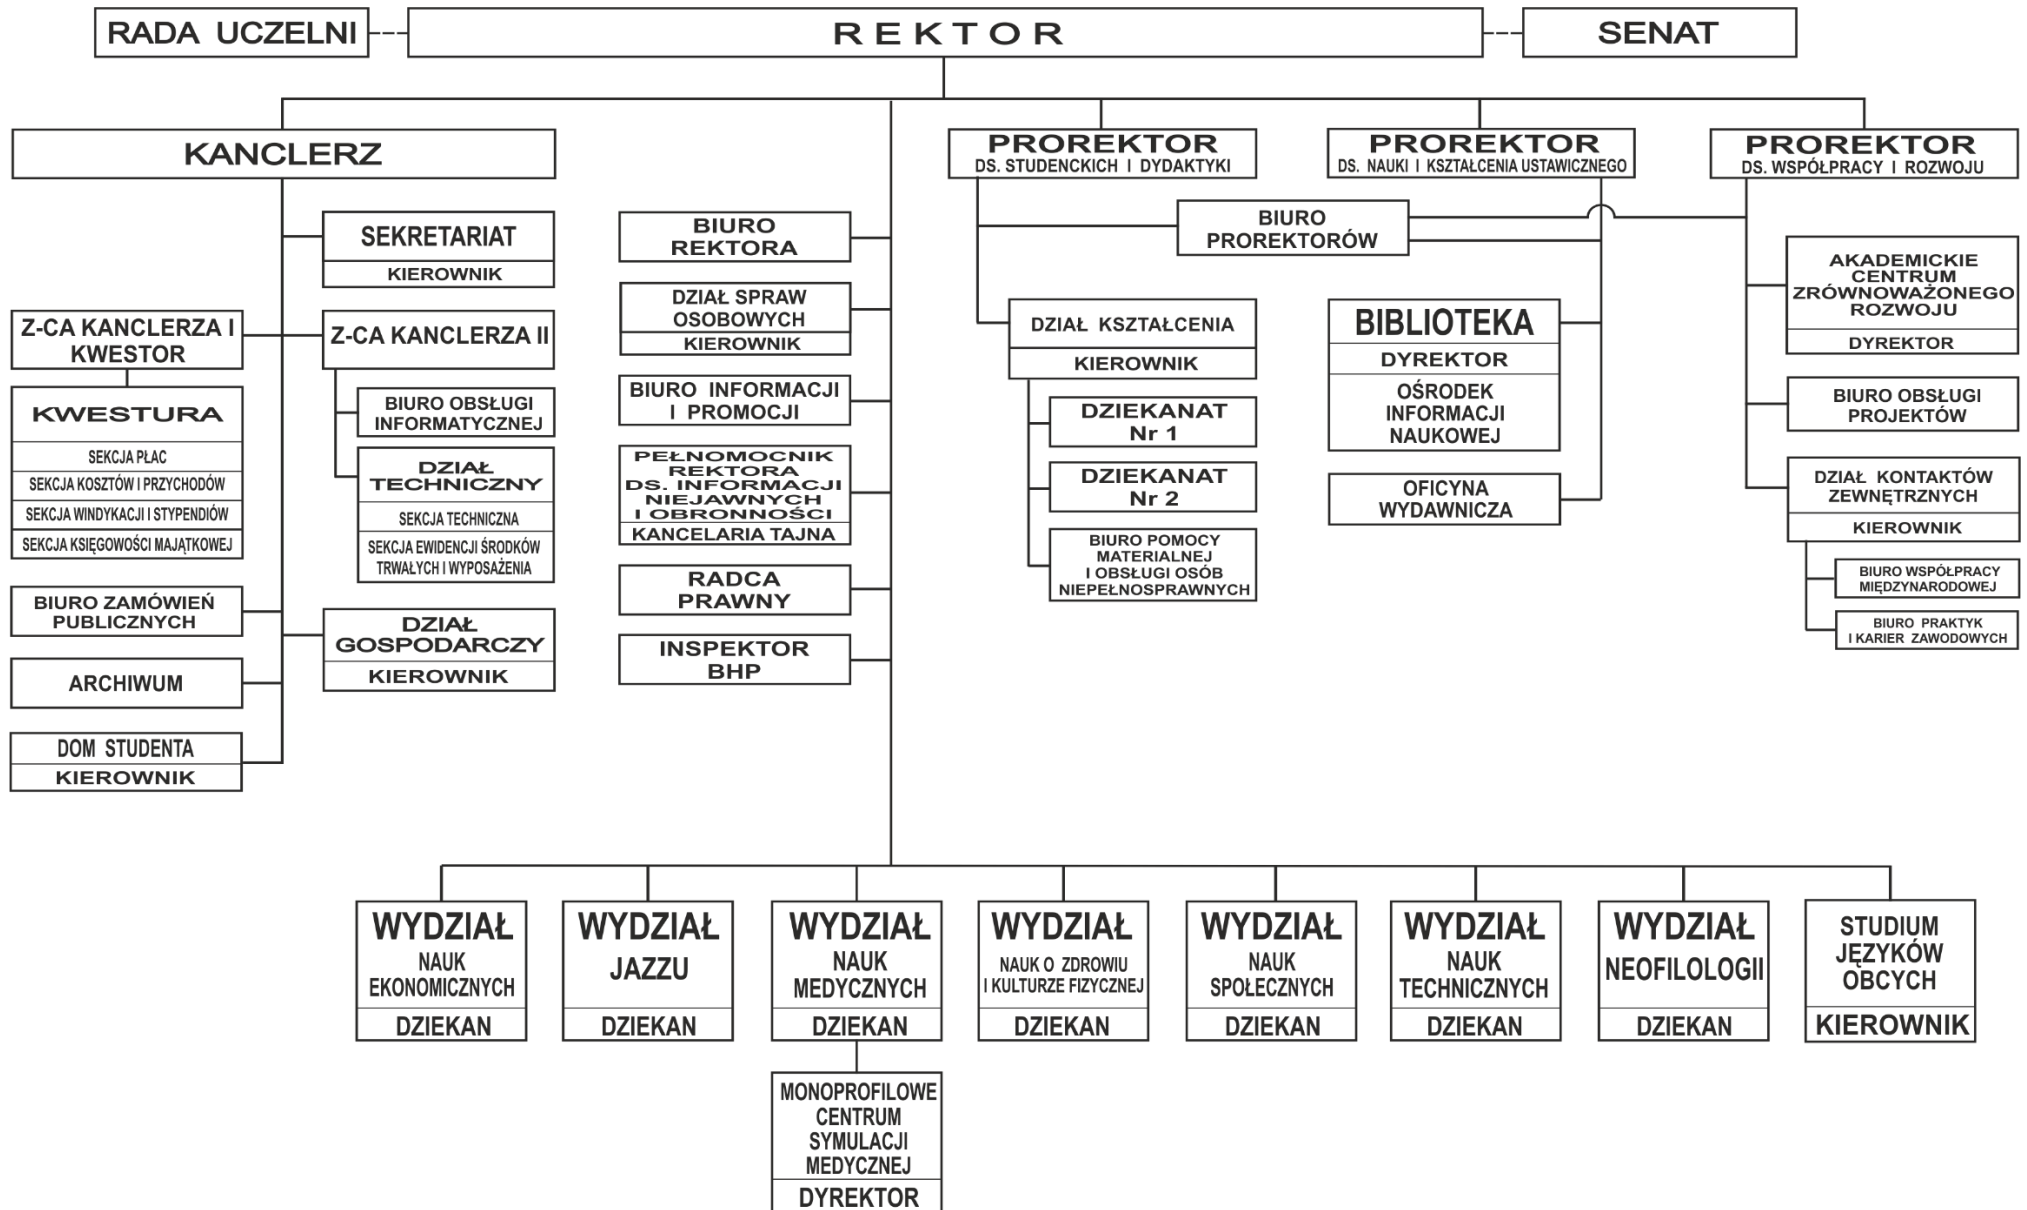 RADA UCZELNI
REKTOR
SENAT
KANCLERZ
SEKRETARIAT
KIEROWNIK
Z-CA KANCLERZA I
KWESTOR
Z-CA KANCLERZA II
KWESTURA
SEKCJA PŁAC
SEKCJA KOSZTÓW I PRZYCHODÓW
SEKCJA WINDYKACJI I STYPENDIÓW
SEKCJA KSIĘGOWOŚCI MAJĄTKOWEJ
BIURO OBSŁUGI
INFORMATYCZNEJ
DZIAŁ
TECHNICZNY
SEKCJA TECHNICZNA
SEKCJA EWIDENCJI ŚRODKÓW
TRWAŁYCH I WYPOSAŻENIA
BIURO ZAMÓWIEŃ
PUBLICZNYCH
DZIAŁ
GOSPODARCZY
KIEROWNIK
ARCHIWUM
DOM STUDENTA
KIEROWNIK
BIURO
REKTORA
DZIAŁ SPRAW
OSOBOWYCH
KIEROWNIK
BIURO INFORMACJI
I PROMOCJI
PEŁNOMOCNIK
REKTORA
DS. INFORMACJI
NIEJAWNYCH
I OBRONNOŚCI
KANCELARIA TAJNA
RADCA
PRAWNY
INSPEKTOR
BHP
PROREKTOR
DS. STUDENCKICH I DYDAKTYKI
PROREKTOR
DS. NAUKI I KSZTAŁCENIA USTAWICZNEGO
PROREKTOR
DS. WSPÓŁPRACY I ROZWOJU
BIURO
PROREKTORÓW
DZIAŁ KSZTAŁCENIA
KIEROWNIK
DZIEKANAT
Nr 1
DZIEKANAT
Nr 2
BIURO POMOCY
MATERIALNEJ
I OBSŁUGI OSÓB
NIEPEŁNOSPRAWNYCH
BIBLIOTEKA
DYREKTOR
OŚRODEK
INFORMACJI
NAUKOWEJ
OFICYNA
WYDAWNICZA
AKADEMICKIE
CENTRUM
ZRÓWNOWAŻONEGO
ROZWOJU
DYREKTOR
BIURO OBSŁUGI
PROJEKTÓW
DZIAŁ KONTAKTÓW
ZEWNĘTRZNYCH
KIEROWNIK
BIURO WSPÓŁPRACY
MIĘDZYNARODOWEJ
BIURO PRAKTYK
I KARIER ZAWODOWYCH
WYDZIAŁ
NAUK
EKONOMICZNYCH
DZIEKAN
WYDZIAŁ
JAZZU
DZIEKAN
WYDZIAŁ
NAUK
MEDYCZNYCH
DZIEKAN
MONOPROFILOWE
CENTRUM
SYMULACJI
MEDYCZNEJ
DYREKTOR
WYDZIAŁ
NAUK O ZDROWIU
I KULTURZE FIZYCZNEJ
DZIEKAN
WYDZIAŁ
NAUK
SPOŁECZNYCH
DZIEKAN
WYDZIAŁ
NAUK
TECHNICZNYCH
DZIEKAN
WYDZIAŁ
NEOFILOLOGII
DZIEKAN
STUDIUM
JĘZYKÓW
OBCYCH
KIEROWNIK